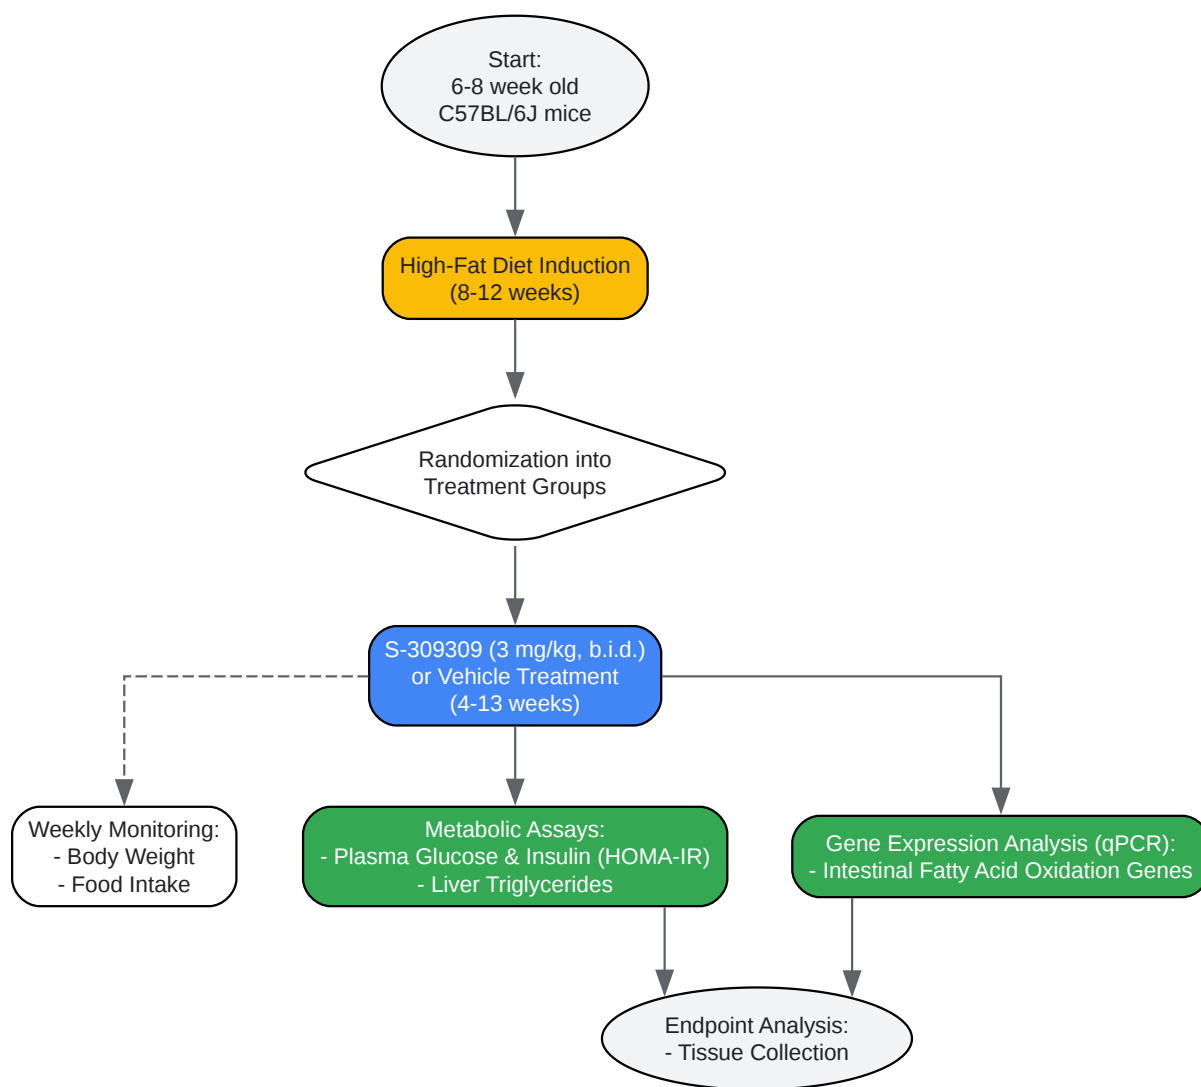 Start:
6-8 week old
C57BL/6J mice
High-Fat Diet Induction
(8-12 weeks)
Randomization into
Treatment Groups
S-309309 (3 mg/kg, b.i.d.)
or Vehicle Treatment
(4-13 weeks)
Weekly Monitoring:
- Body Weight
- Food Intake
Metabolic Assays:
- Plasma Glucose & Insulin (HOMA-IR)
- Liver Triglycerides
Gene Expression Analysis (qPCR):
- Intestinal Fatty Acid Oxidation Genes
Endpoint Analysis:
- Tissue Collection